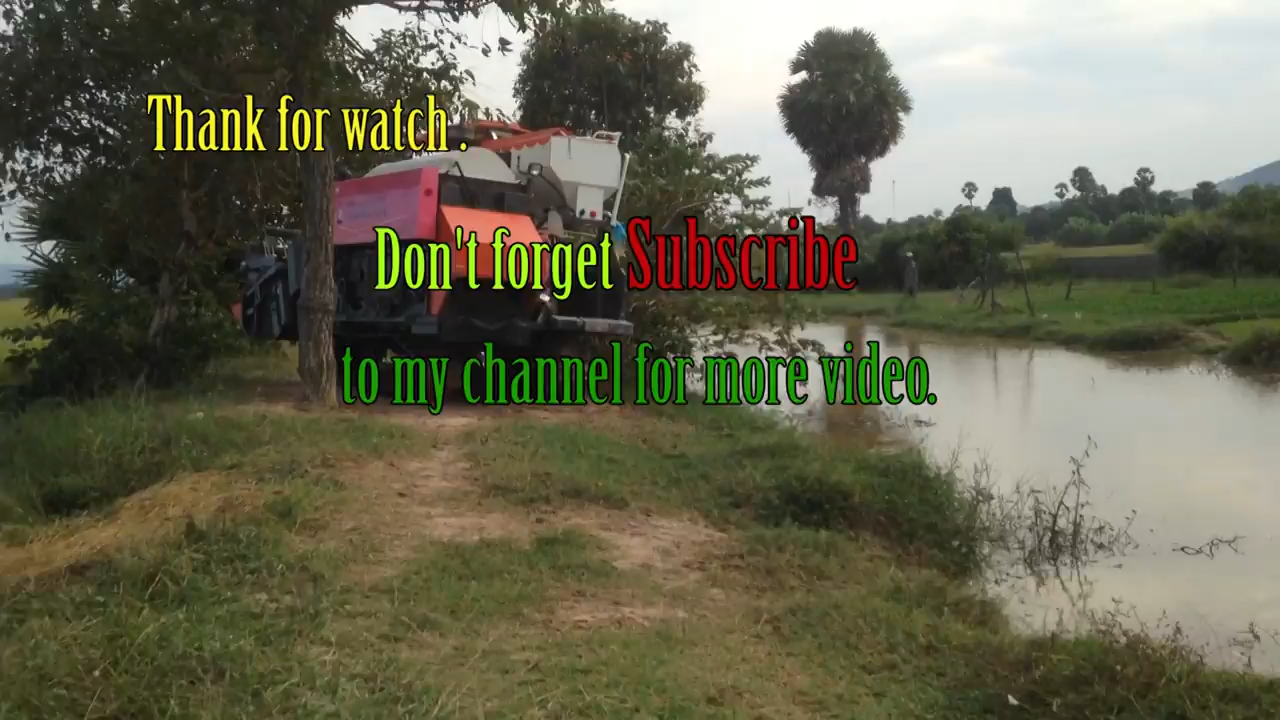 Thank for watch .
Don't forget Subscribe
to my channel for more video.